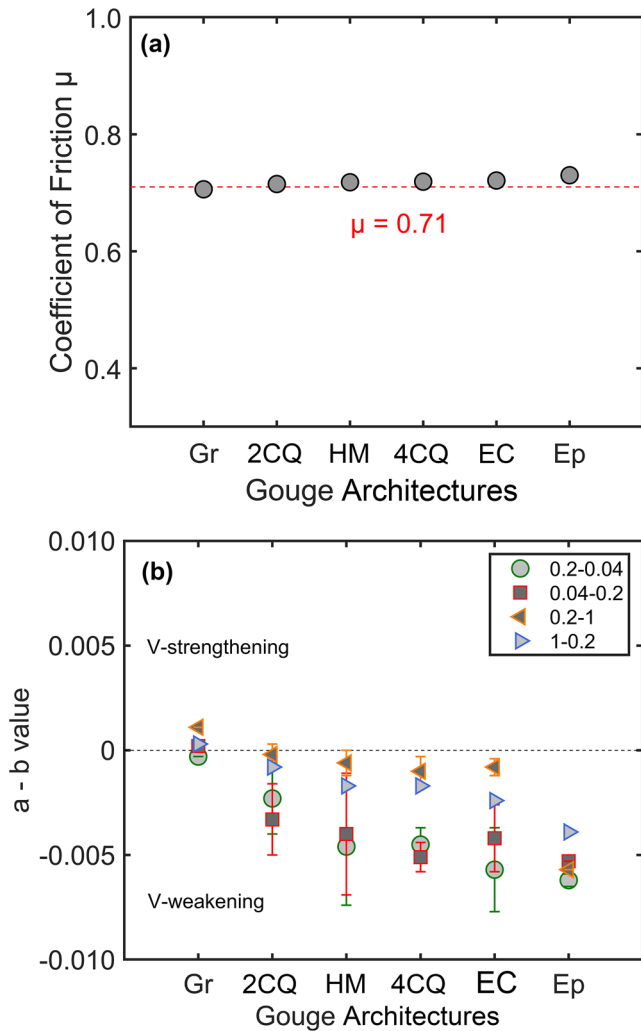 (a)
Coefficient of Friction μ
1.0
0.8
0.6
0.4
μ = 0.71
Gr 2CQ HM 4CQ EC Ep
Gouge Architectures
(b)
a - b value
0.010
0.005
0
-0.005
-0.010
0.2-0.04
0.04-0.2
0.2-1
1-0.2
V-strengthening
V-weakening
Gr 2CQ HM 4CQ EC Ep
Gouge Architectures